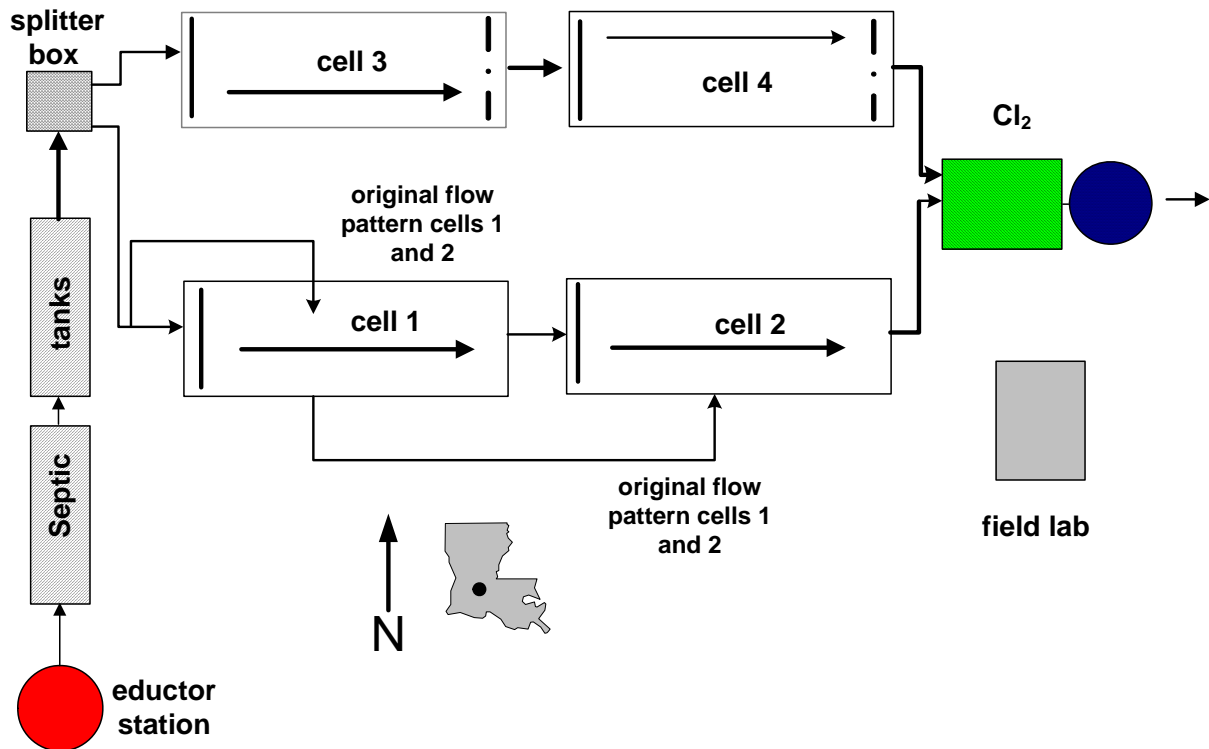 splitter
box
cell 3
cell 4
Cl₂
original flow
pattern cells 1
and 2
tanks
cell 1
cell 2
Septic
original flow
pattern cells 1
and 2
field lab
N
eductor
station